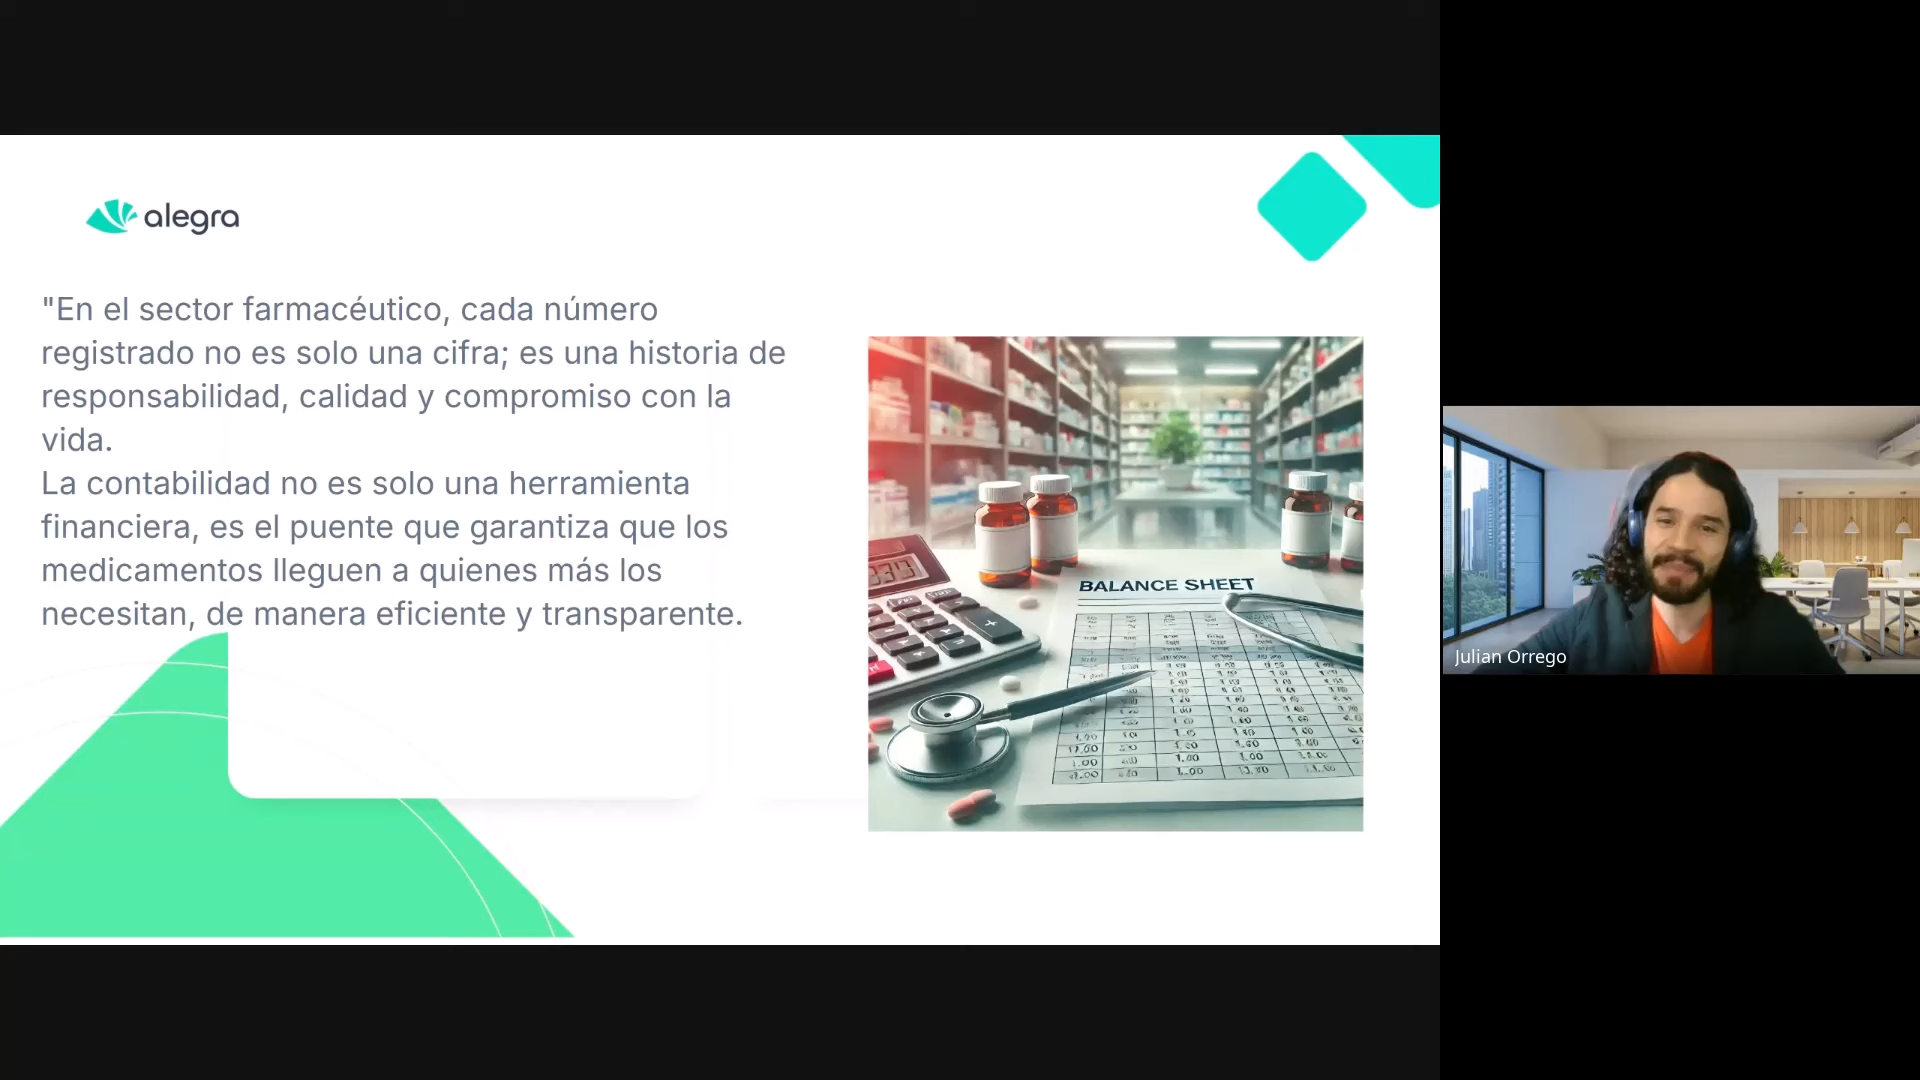 alegra
"En el sector farmacéutico, cada número
registrado no es solo una cifra; es una historia de
responsabilidad, calidad y compromiso con la
vida.
La contabilidad no es solo una herramienta
financiera, es el puente que garantiza que los
medicamentos lleguen a quienes más los
necesitan, de manera eficiente y transparente.
BALANCE SHEET
Julian Orrego